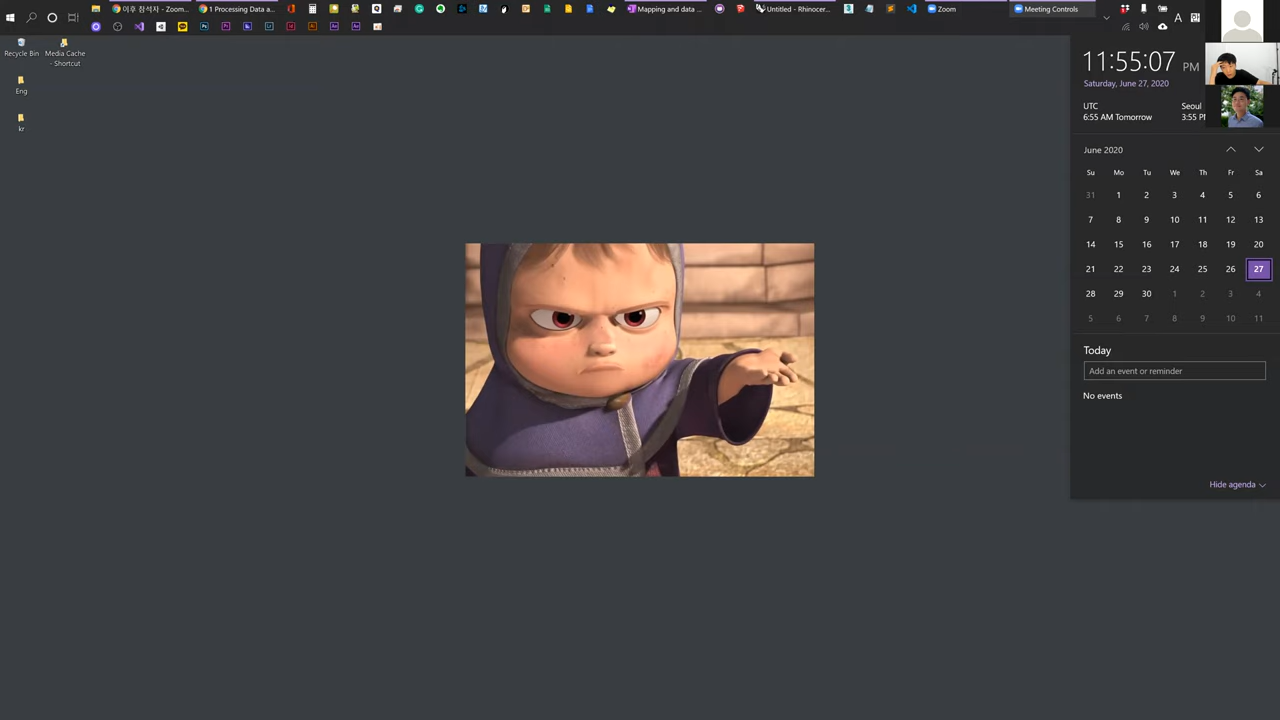 이후 참석자 - Zoom...
1 Processing Data a...
Mapping and data ...
Untitled - Rhinocer...
Zoom
Meeting Controls
A
Recycle Bin
Media Cache
- Shortcut
Eng
kr
11:55:07 PM
Saturday, June 27, 2020
UTC
6:55 AM Tomorrow
Seoul
3:55 P
June 2020
Su Mo Tu We Th Fr Sa
31 1 2 3 4 5 6
7 8 9 10 11 12 13
14 15 16 17 18 19 20
21 22 23 24 25 26 27
28 29 30 1 2 3 4
5 6 7 8 9 10 11
Today
Add an event or reminder
No events
Hide agenda